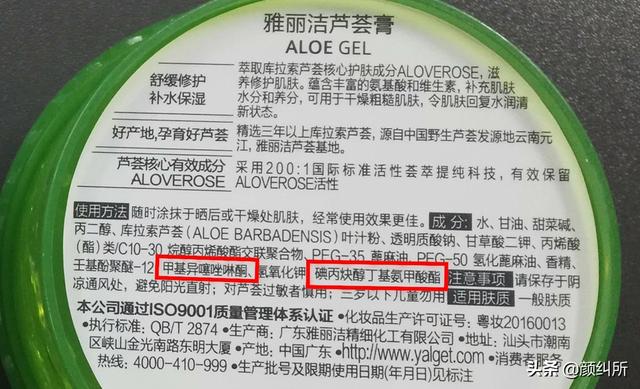 雅丽洁芦荟膏
ALOE GEL
舒缓修护
补水保湿
萃取库拉索芦荟核心护肤成分ALOVEROSE,滋
养修护肌肤。蕴含丰富的氨基酸和维生素,补充肌肤
水分和养分,可用于干燥粗糙肌肤,令肌肤回复水润清
新状态。
好产地,孕育好芦荟
精选三年以上库拉索芦荟,源自中国野生芦荟发源地云南元
江,雅丽洁芦荟基地。
芦荟核心有效成分
ALOVEROSE
采用200:1国际标准活性荟萃提纯科技,有效保留
ALOVEROSE活性
使用方法 随时涂抹于晒后或干燥处肌肤,经常使用效果更佳。 成 分: 水、甘油、甜菜碱、
丙二醇、库拉索芦荟(ALOE BARBADENSIS)叶汁粉、透明质酸钠、甘草酸二钾、丙烯酸
(酯)类/C10-30 烷醇丙烯酸酯交联聚合物、PEG-35 蓖麻油、PEG-50 氢化蓖麻油、香精、
壬基酚聚醚-12、甲基异噻唑啉酮、氢氧化钾、碘丙炔醇丁基氨甲酸酯 注意事项 请保存于阴
凉通风处,避免阳光直射;对芦荟过敏者慎用;三岁以下儿童勿用 适用肤质 一般肤质
本公司通过ISO9001质量管理体系认证 •化妆品生产许可证号:粤妆20160013
•执行标准:QB/T 2874 •生产商:广东雅丽洁精细化工有限公司 •地址:汕头市潮南
区峡山金光南路东明大厦 •产地:中国广东 •http://www.yalget.com •消费者服务
热线:4000-410-999 •生产批号及限期使用日期(年月日)见标注
头条 @颜纠所